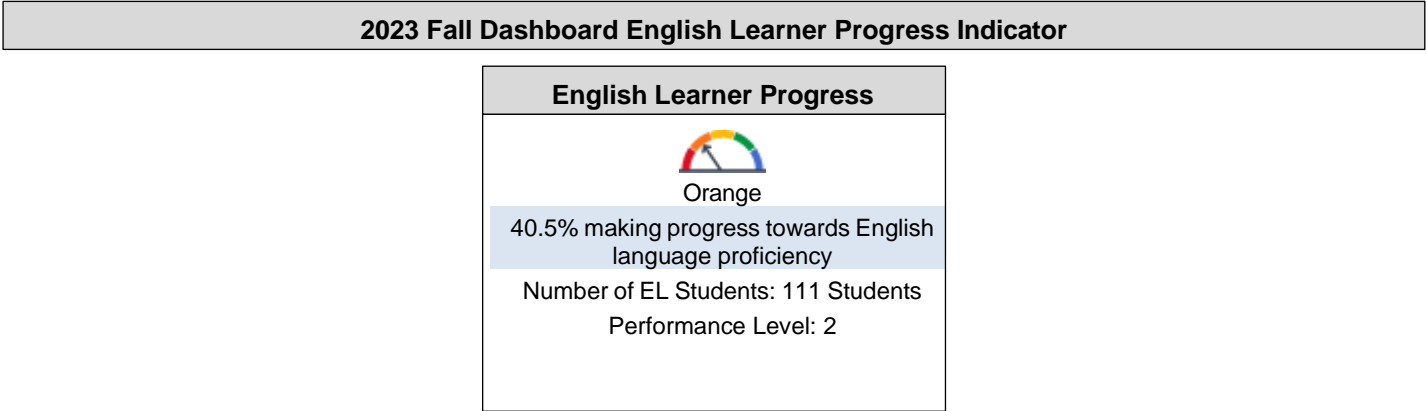 2023 Fall Dashboard English Learner Progress Indicator
English Learner Progress
Orange
40.5% making progress towards English
language proficiency
Number of EL Students: 111 Students
Performance Level: 2